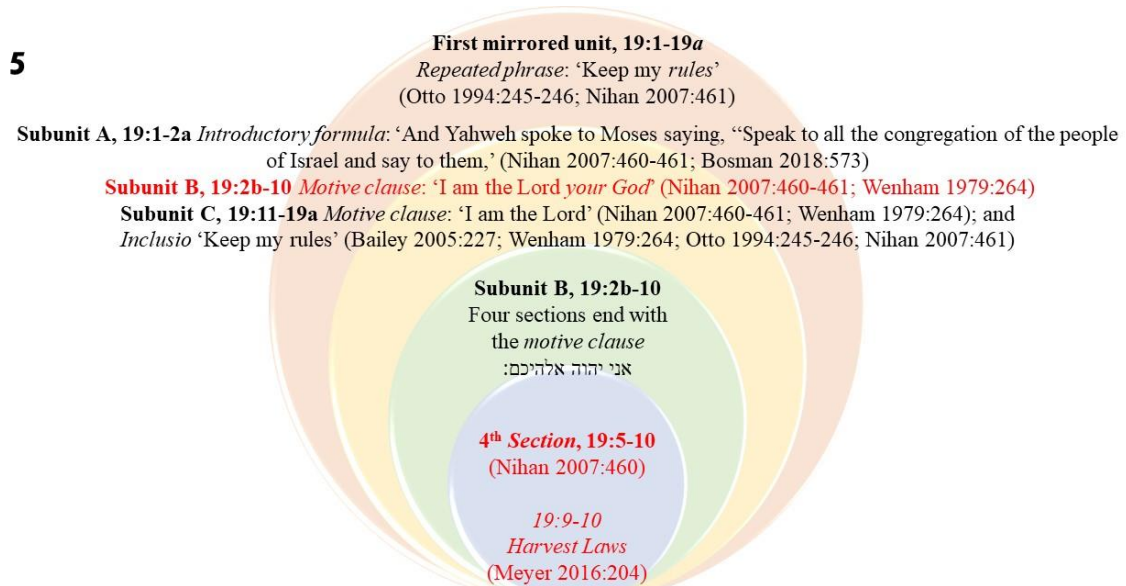 5
First mirrored unit, 19:1-19a
Repeated phrase: ‘Keep my rules’
(Otto 1994:245-246; Nihan 2007:461)
Subunit A, 19:1-2a Introductory formula: ‘And Yahweh spoke to Moses saying, “Speak to all the congregation of the people
of Israel and say to them,’ (Nihan 2007:460-461; Bosman 2018:573)
Subunit B, 19:2b-10 Motive clause: ‘I am the Lord your God’ (Nihan 2007:460-461; Wenham 1979:264)
Subunit C, 19:11-19a Motive clause: ‘I am the Lord’ (Nihan 2007:460-461; Wenham 1979:264); and
Inclusio ‘Keep my rules’ (Bailey 2005:227; Wenham 1979:264; Otto 1994:245-246; Nihan 2007:461)
Subunit B, 19:2b-10
Four sections end with
the motive clause
אני יהוה אלהיכם:
4th Section, 19:5-10
(Nihan 2007:460)
19:9-10
Harvest Laws
(Meyer 2016:204)